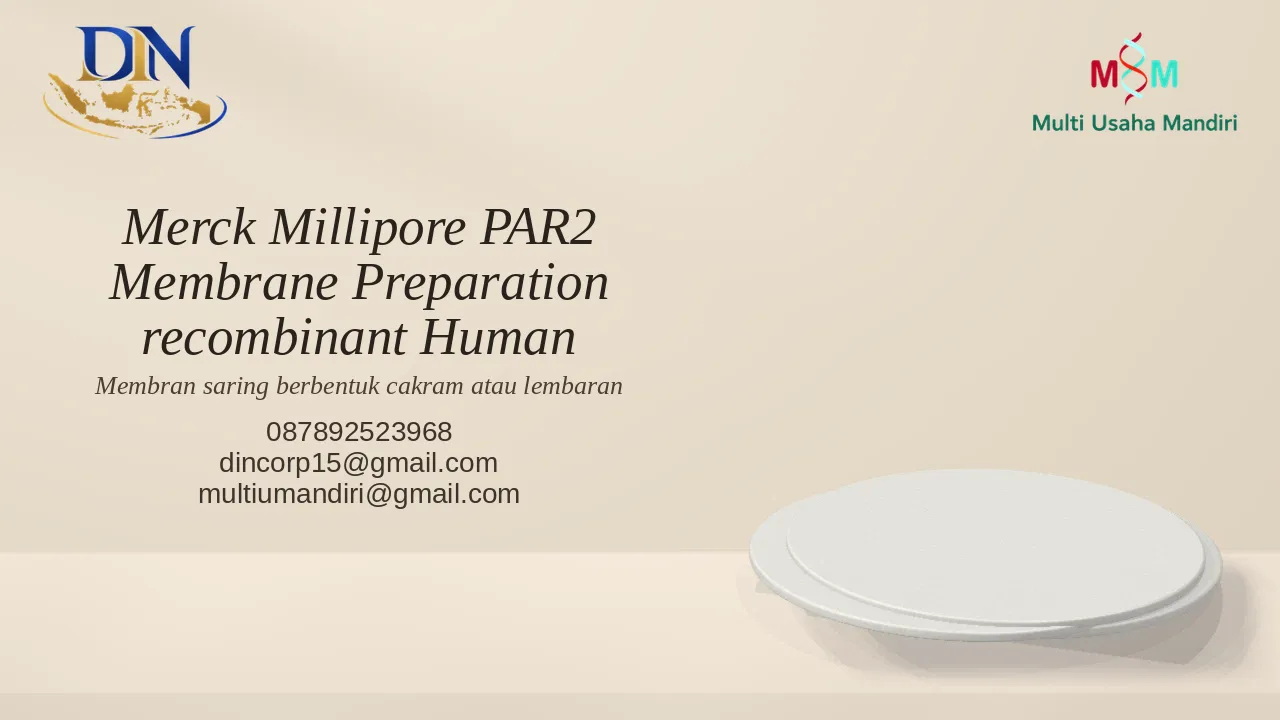 DIN
MSM
Multi Usaha Mandiri
Merck Millipore PAR2
Membrane Preparation
recombinant Human
Membran saring berbentuk cakram atau lembaran
087892523968
dincorp15@gmail.com
multiumandiri@gmail.com